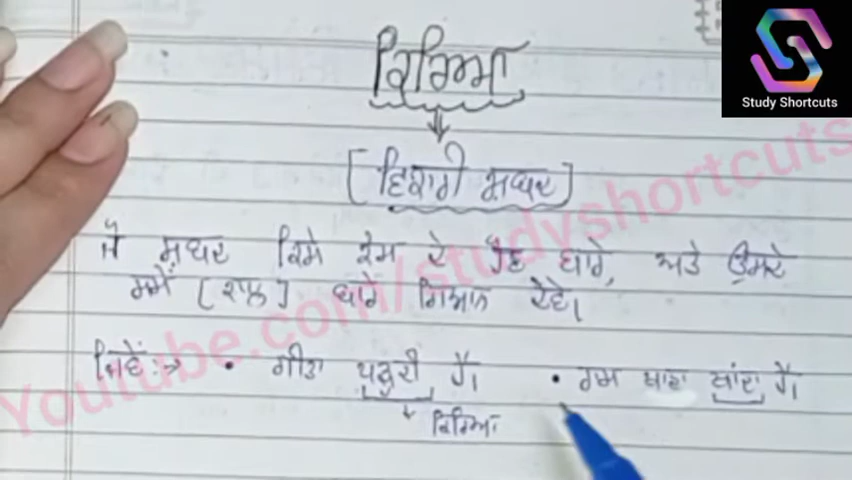 Study Shortcuts
ਕਿਰਿਆ
[ਵਿਕਾਰੀ ਸ਼ਬਦ]
ਜੋ ਸ਼ਬਦ ਕਿਸੇ ਕੰਮ ਦੇ ਹੋਣ ਬਾਰੇ, ਅਤੇ ਉਸਦੇ
ਸਮੇਂ [ਕਾਲ] ਬਾਰੇ ਗਿਆਨ ਦੇਵੇ।
ਜਿਵੇਂ :→ • ਗੀਤਾ ਪੜ੍ਹਦੀ ਹੈ। • ਰਾਮ ਖਾਣਾ ਖਾਂਦਾ ਹੈ।
ਕਿਰਿਆ
Youtube.com/studyshortcuts